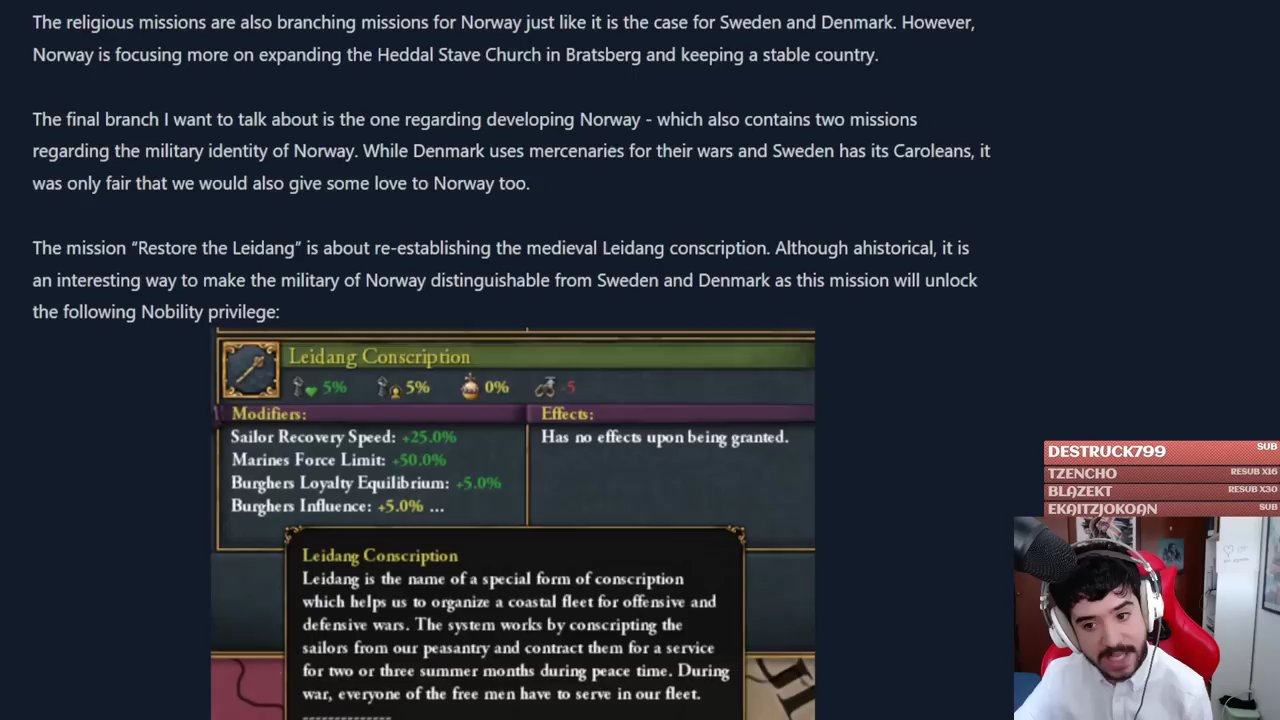 The religious missions are also branching missions for Norway just like it is the case for Sweden and Denmark. However,
Norway is focusing more on expanding the Heddal Stave Church in Bratsberg and keeping a stable country.
The final branch I want to talk about is the one regarding developing Norway - which also contains two missions
regarding the military identity of Norway. While Denmark uses mercenaries for their wars and Sweden has its Caroleans, it
was only fair that we would also give some love to Norway too.
The mission “Restore the Leidang” is about re-establishing the medieval Leidang conscription. Although ahistorical, it is
an interesting way to make the military of Norway distinguishable from Sweden and Denmark as this mission will unlock
the following Nobility privilege:
Leidang Conscription
5% 5% 0% -5
Modifiers:
Sailor Recovery Speed: +25.0%
Marines Force Limit: +50.0%
Burghers Loyalty Equilibrium: +5.0%
Burghers Influence: +5.0% ...
Effects:
Has no effects upon being granted.
Leidang Conscription
Leidang is the name of a special form of conscription
which helps us to organize a coastal fleet for offensive and
defensive wars. The system works by conscripting the
sailors from our peasantry and contract them for a service
for two or three summer months during peace time. During
war, everyone of the free men have to serve in our fleet.
--------------
DESTRUCK799 SUB
TZENCHO RESUB X16
BLAZEKT RESUB X30
EKAITZJOKOAN SUB